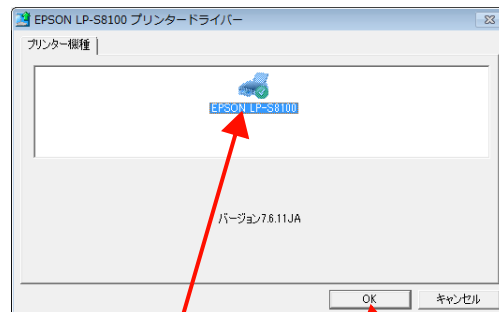 EPSON LP-S8100 プリンタードライバー
プリンター機種
EPSON LP-S8100
バージョン7.6.11JA
OK キャンセル